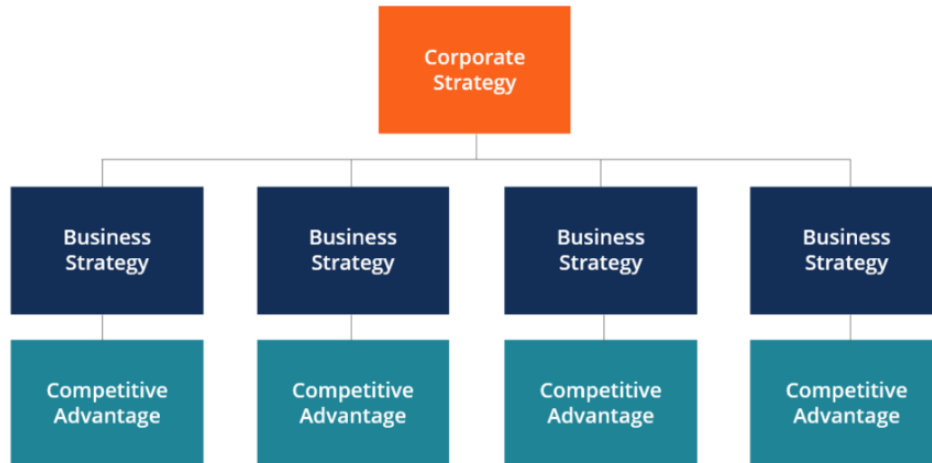 Corporate
Strategy
Business
Strategy
Business
Strategy
Business
Strategy
Business
Strategy
Competitive
Advantage
Competitive
Advantage
Competitive
Advantage
Competitive
Advantage